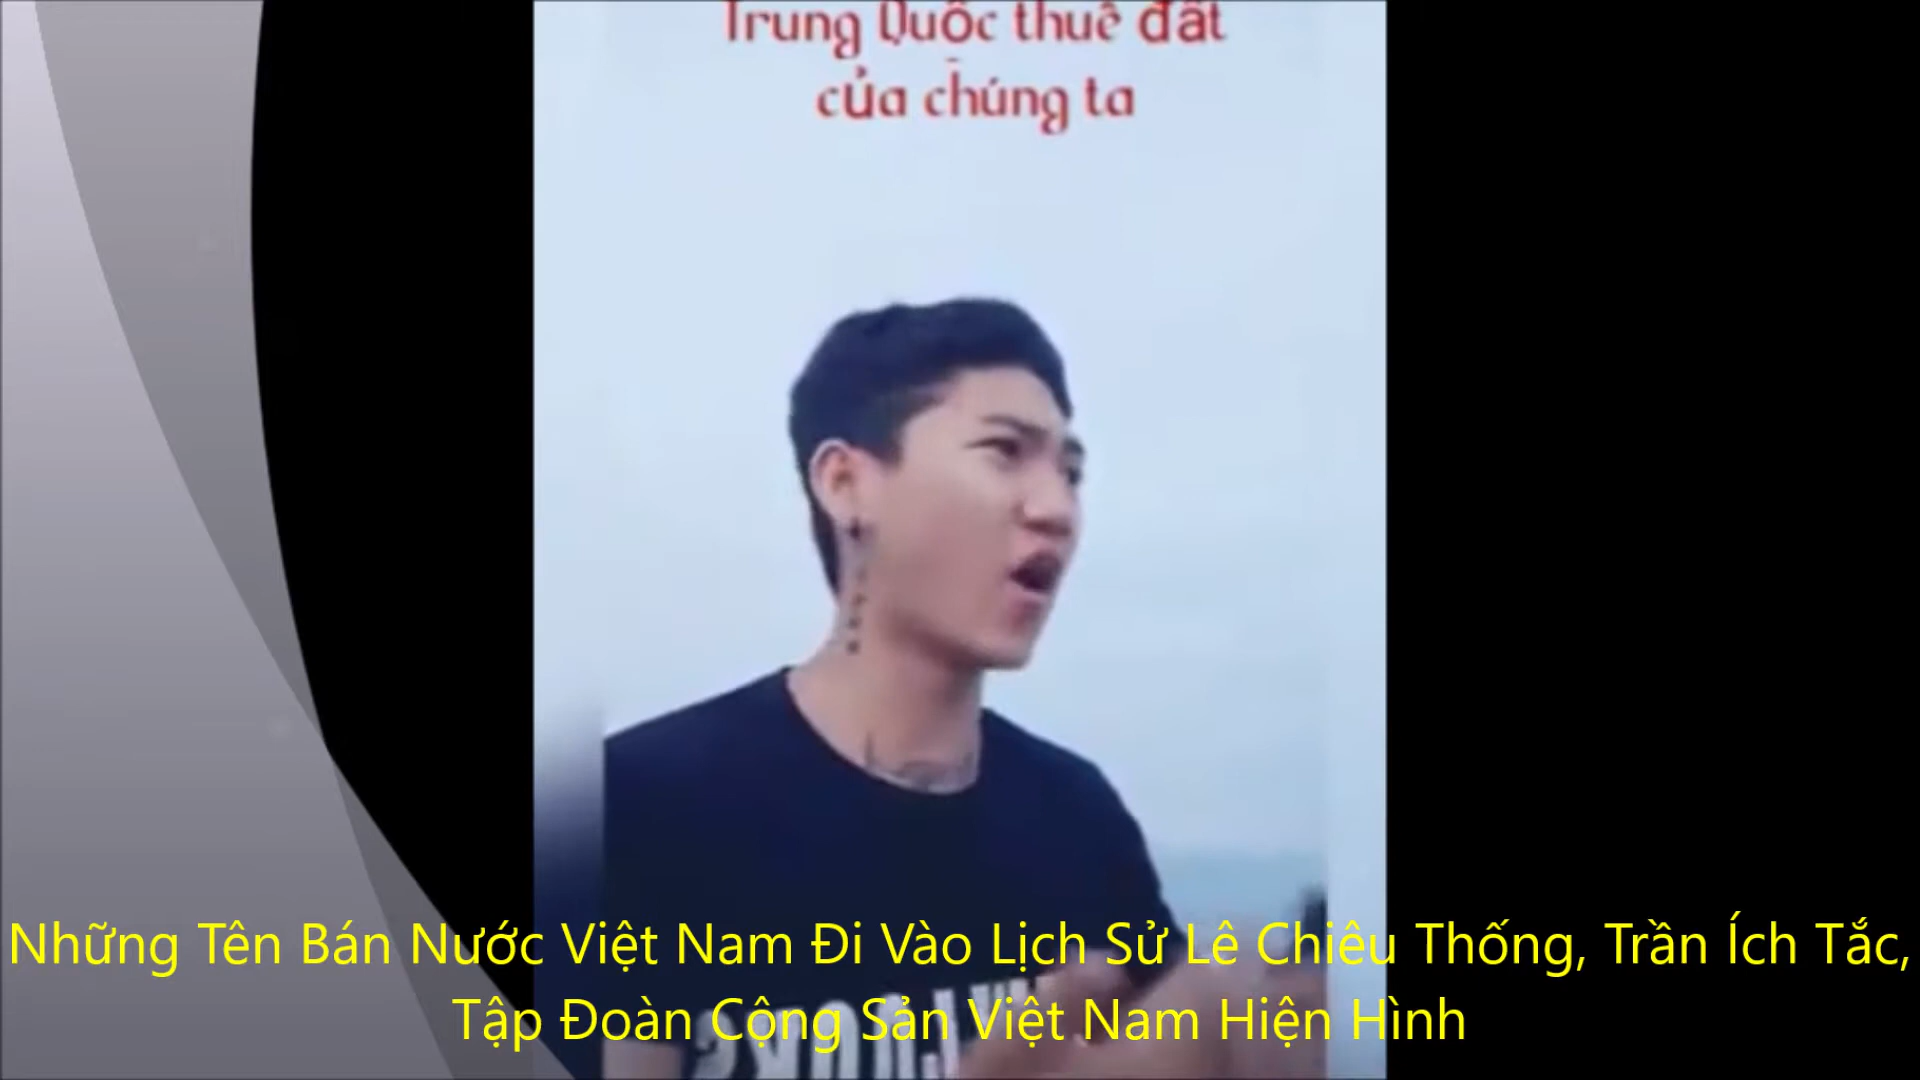 Trung Quốc thuê đất
của chúng ta
Những Tên Bán Nước Việt Nam Đi Vào Lịch Sử Lê Chiêu Thống, Trần Ích Tắc,
Tập Đoàn Cộng Sản Việt Nam Hiện Hình